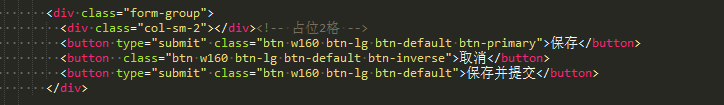 <div class="form-group">
<div class="col-sm-2"></div><!-- 占位2格 -->
<button type="submit" class="btn w160 btn-lg btn-default btn-primary">保存</button>
<button  class="btn w160 btn-lg btn-default btn-inverse">取消</button>
<button type="submit" class="btn w160 btn-lg btn-default">保存并提交</button>
</div>